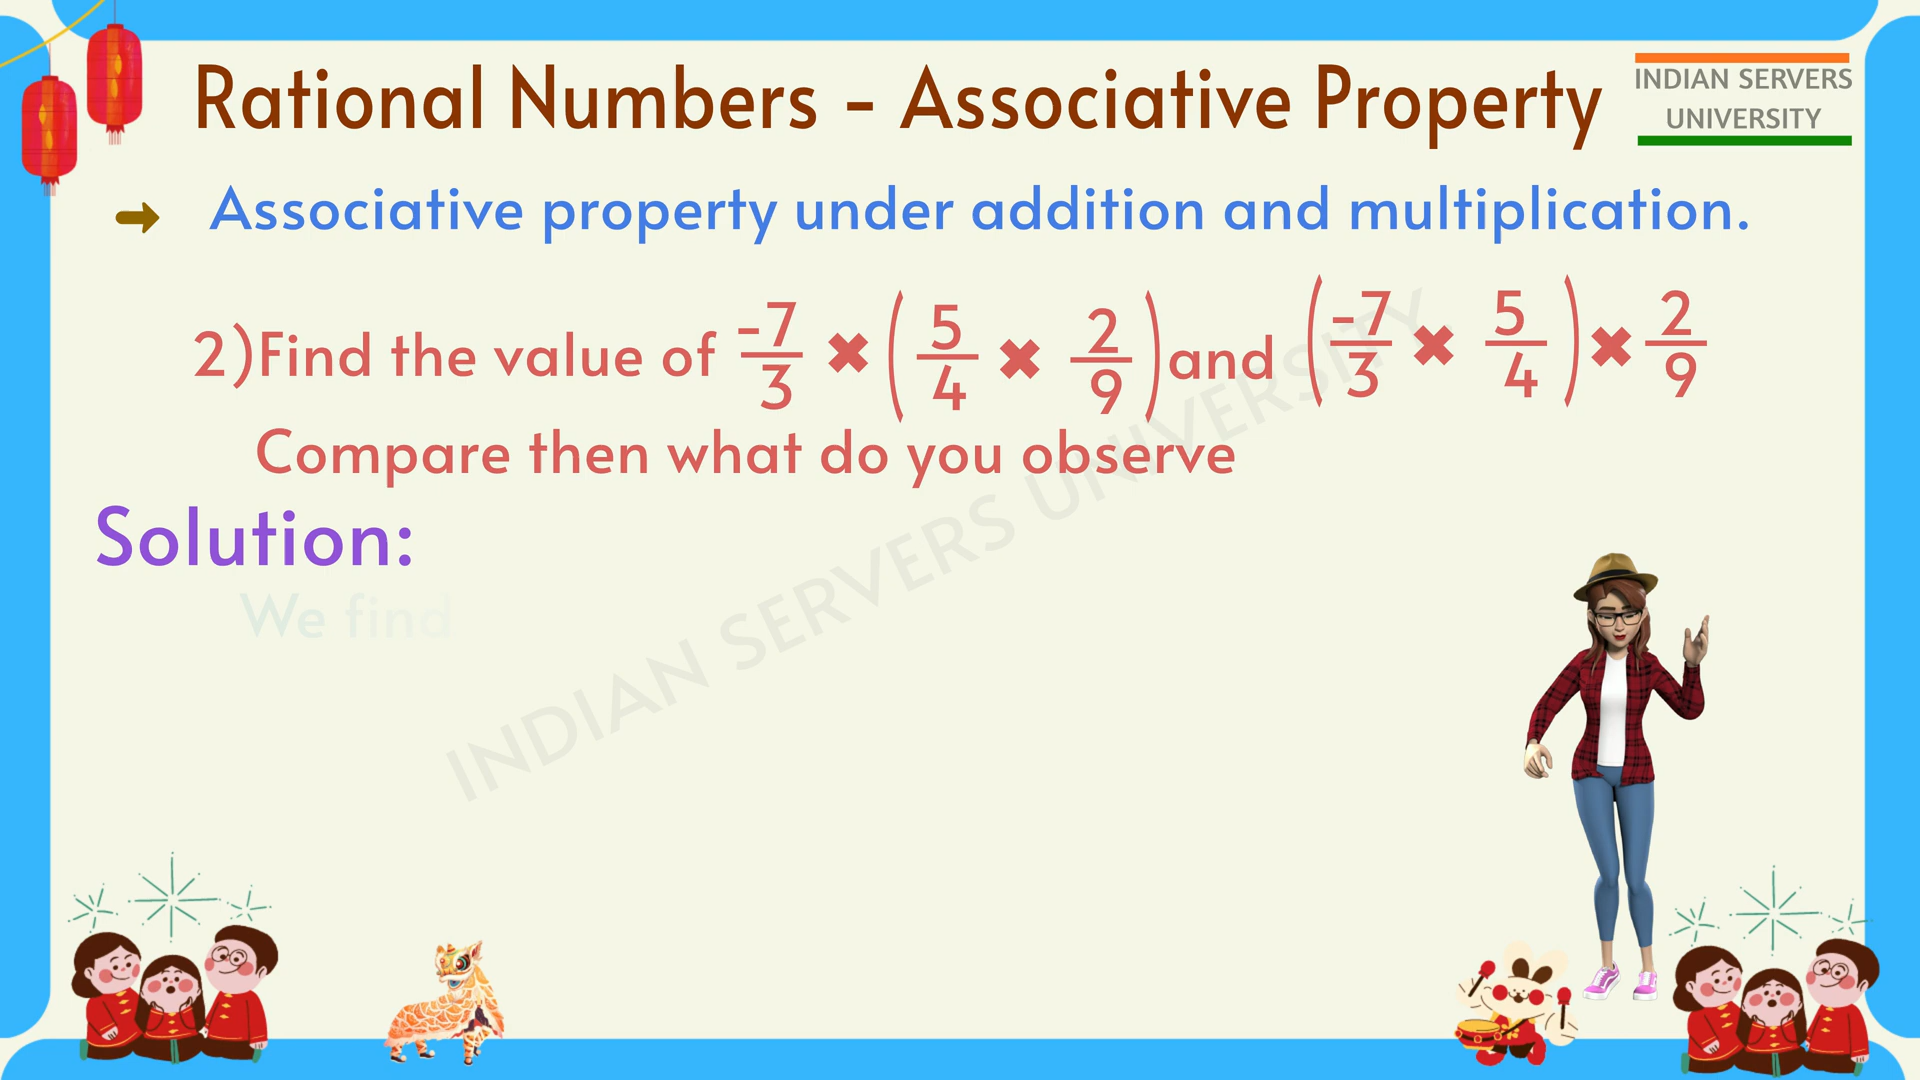 Rational Numbers - Associative Property
INDIAN SERVERS
UNIVERSITY
Associative property under addition and multiplication.
2)Find the value of -7/3 × (5/4 × 2/9) and (-7/3 × 5/4) × 2/9
Compare then what do you observe
Solution:
We find
INDIAN SERVERS UNIVERSITY